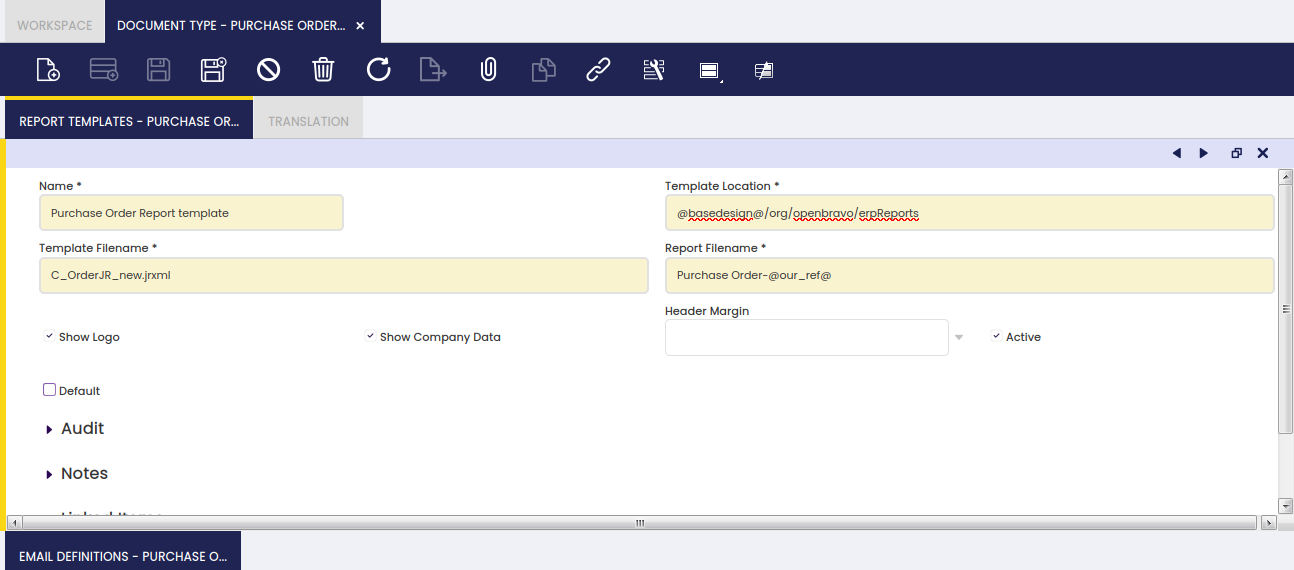 WORKSPACE
DOCUMENT TYPE - PURCHASE ORDER...
REPORT TEMPLATES - PURCHASE OR...
TRANSLATION
Name *
Template Location *
Purchase Order Report template
@basedesign@/org/openbravo/erpReports
Template Filename *
Report Filename *
C_OrderJR_new.jrxml
Purchase Order-@our_ref@
Header Margin
Show Logo
Show Company Data
Active
Default
Audit
Notes
Linked Items
EMAIL DEFINITIONS - PURCHASE O...